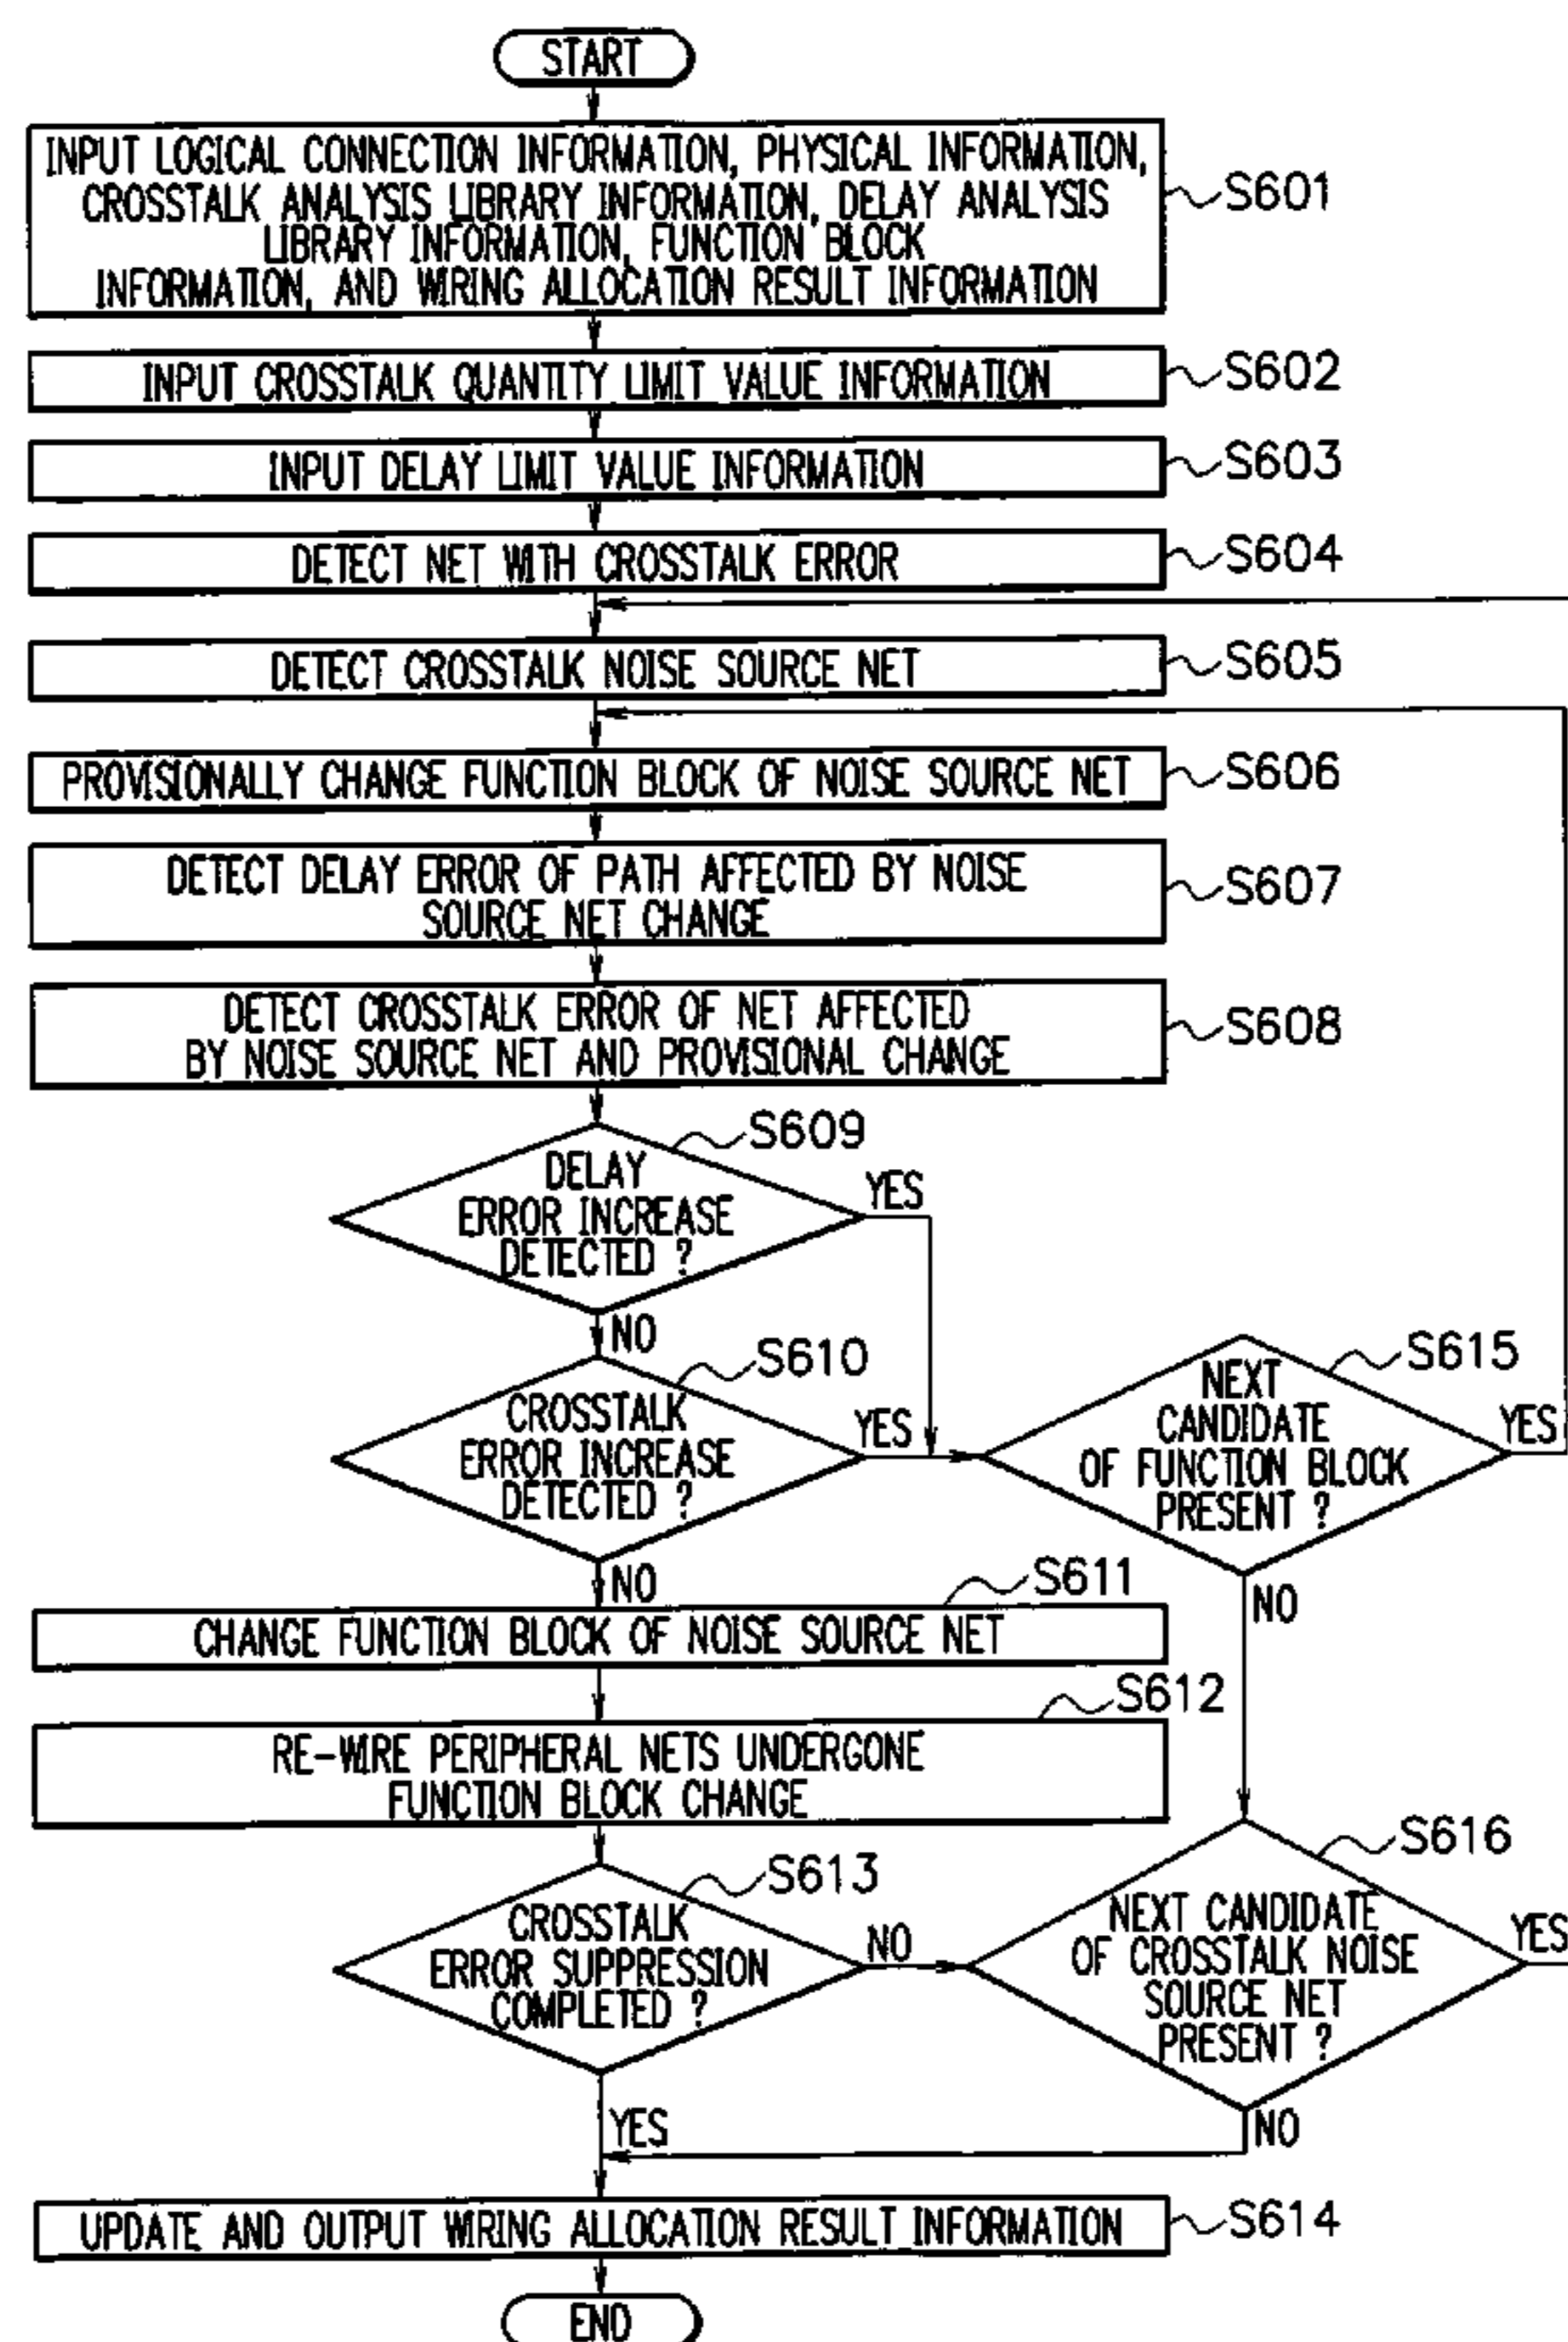 START
INPUT LOGICAL CONNECTION INFORMATION, PHYSICAL INFORMATION,
CROSSTALK ANALYSIS LIBRARY INFORMATION, DELAY ANALYSIS
LIBRARY INFORMATION, FUNCTION BLOCK
INFORMATION, AND WIRING ALLOCATION RESULT INFORMATION
S601
INPUT CROSSTALK QUANTITY LIMIT VALUE INFORMATION
S602
INPUT DELAY LIMIT VALUE INFORMATION
S603
DETECT NET WITH CROSSTALK ERROR
S604
DETECT CROSSTALK NOISE SOURCE NET
S605
PROVISIONALLY CHANGE FUNCTION BLOCK OF NOISE SOURCE NET
S606
DETECT DELAY ERROR OF PATH AFFECTED BY NOISE
SOURCE NET CHANGE
S607
DETECT CROSSTALK ERROR OF NET AFFECTED
BY NOISE SOURCE NET AND PROVISIONAL CHANGE
S608
S609
DELAY
ERROR INCREASE
DETECTED ?
YES
NO
S610
CROSSTALK
ERROR INCREASE
DETECTED ?
YES
NO
S615
NEXT
CANDIDATE
OF FUNCTION BLOCK
PRESENT ?
YES
NO
S611
CHANGE FUNCTION BLOCK OF NOISE SOURCE NET
S612
RE-WIRE PERIPHERAL NETS UNDERGONE
FUNCTION BLOCK CHANGE
S613
CROSSTALK
ERROR SUPPRESSION
COMPLETED ?
NO
YES
S616
NEXT CANDIDATE
OF CROSSTALK NOISE
SOURCE NET
PRESENT ?
YES
NO
UPDATE AND OUTPUT WIRING ALLOCATION RESULT INFORMATION
S614
END